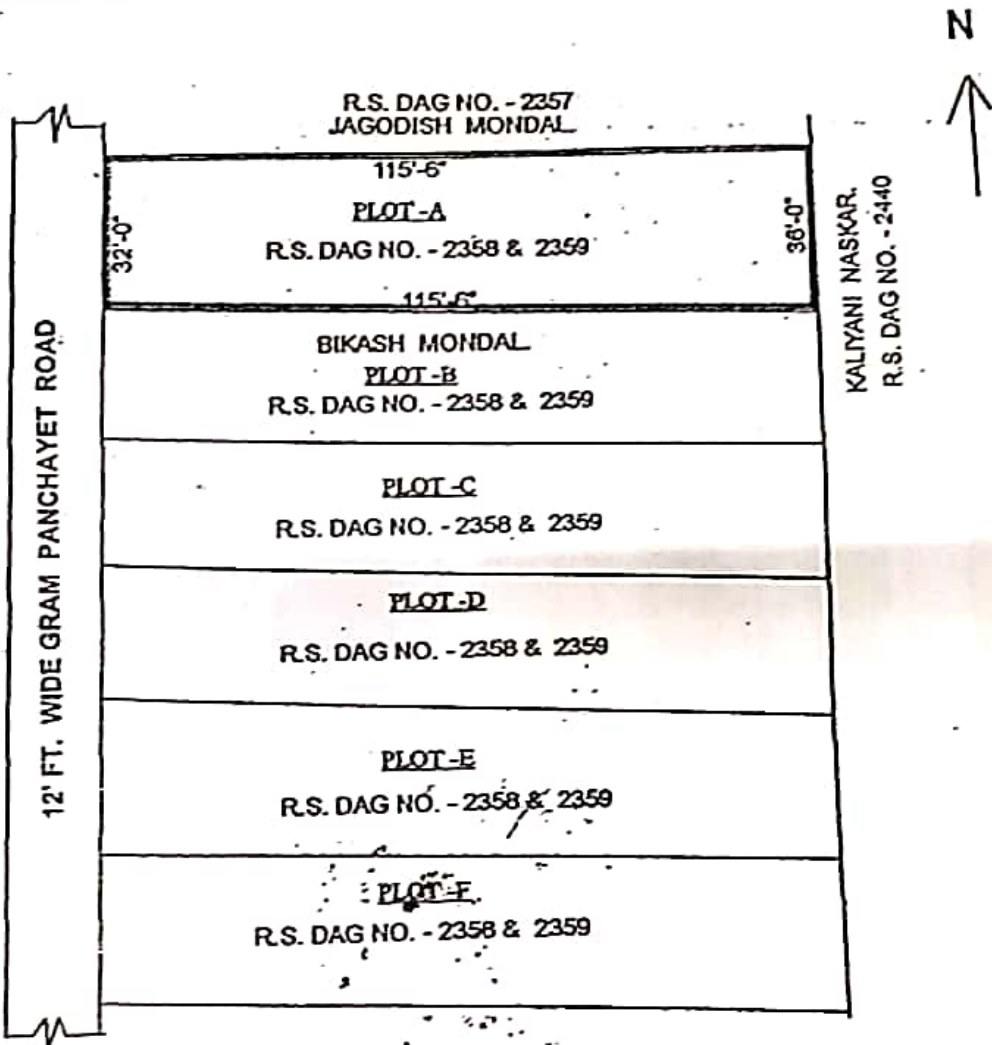 N
R.S. DAG NO. - 2357
JAGODISH MONDAL
115'-6"
PLOT-A
R.S. DAG NO. - 2358 & 2359
32'-0"
36'-0"
115'-6"
KALIYANI NASKAR.
R.S. DAG NO. - 2440
12' FT. WIDE GRAM PANCHAYET ROAD
BIKASH MONDAL
PLOT-B
R.S. DAG NO. - 2358 & 2359
PLOT-C
R.S. DAG NO. - 2358 & 2359
PLOT-D
R.S. DAG NO. - 2358 & 2359
PLOT-E
R.S. DAG NO. - 2358 & 2359
PLOT-F
R.S. DAG NO. - 2358 & 2359